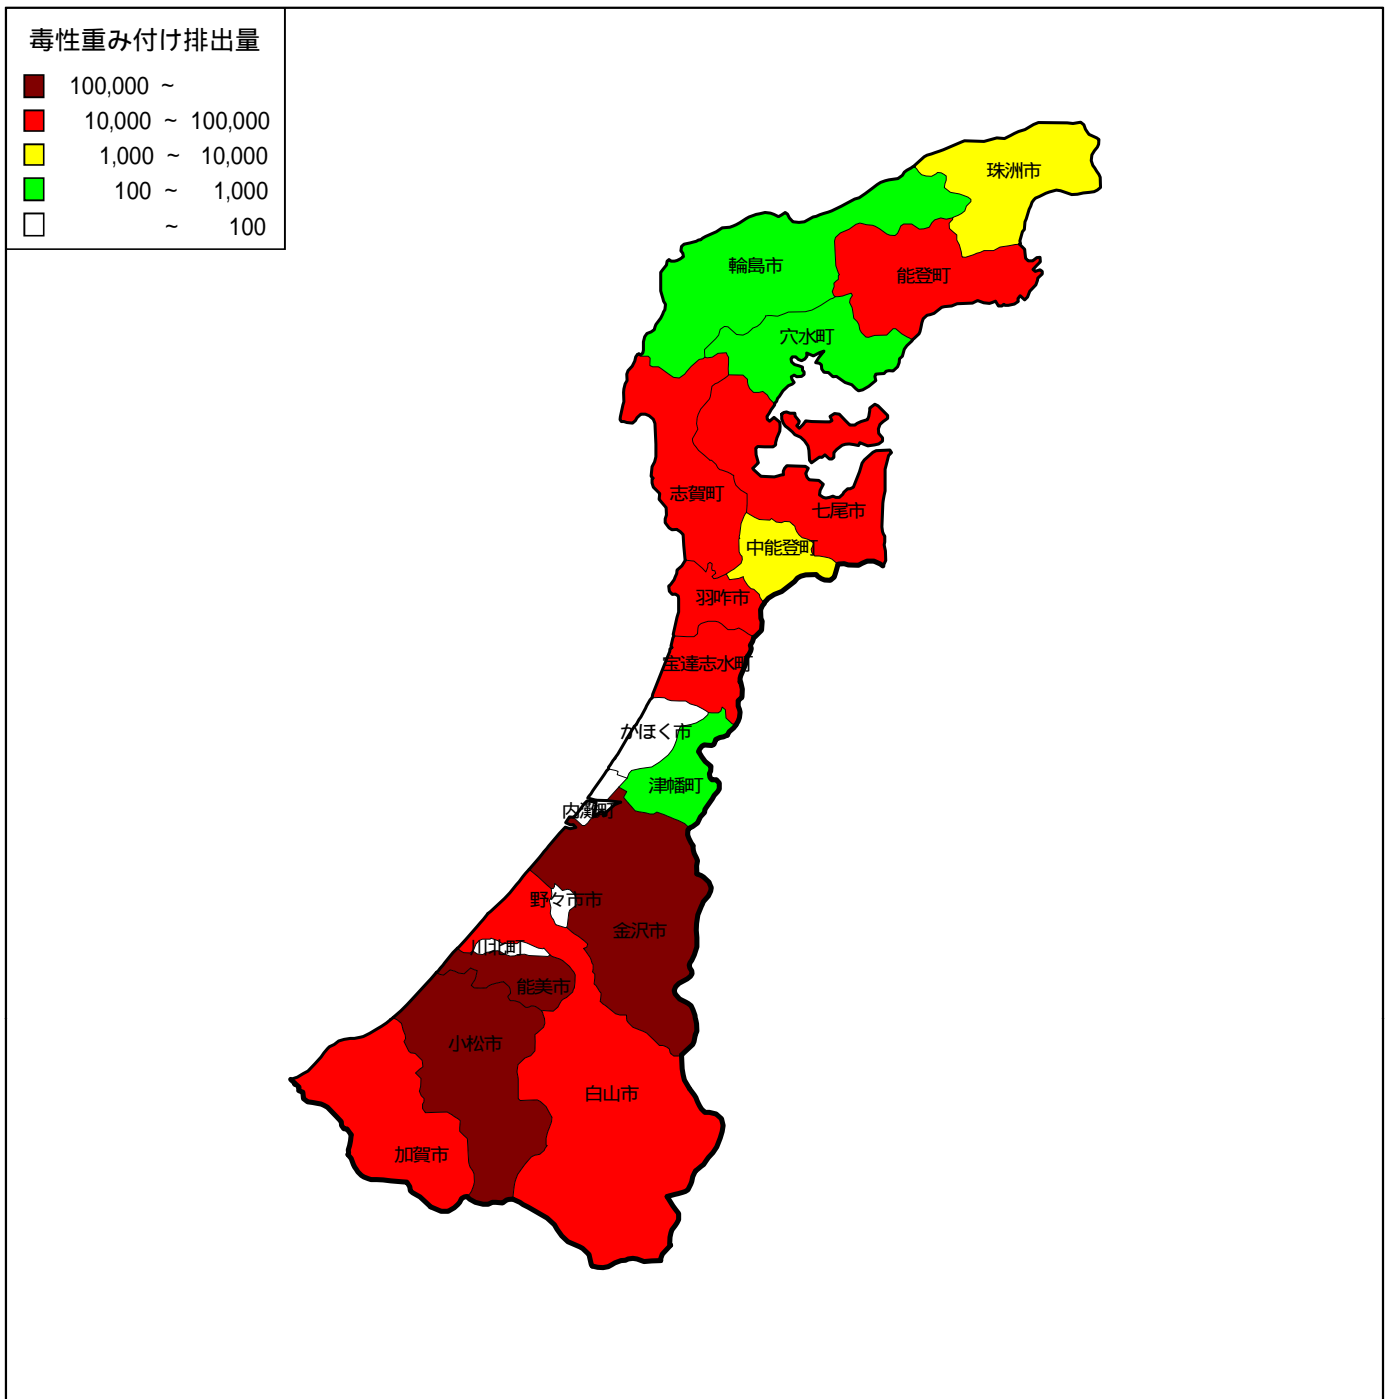 毒性重み付け排出量
100,000 ~
10,000 ~ 100,000
1,000 ~ 10,000
100 ~ 1,000
~ 100
珠洲市
輪島市
能登町
穴水町
志賀町
七尾市
中能登町
羽咋市
宝達志水町
かほく市
津幡町
内灘町
野々市市
金沢市
川北町
能美市
小松市
白山市
加賀市